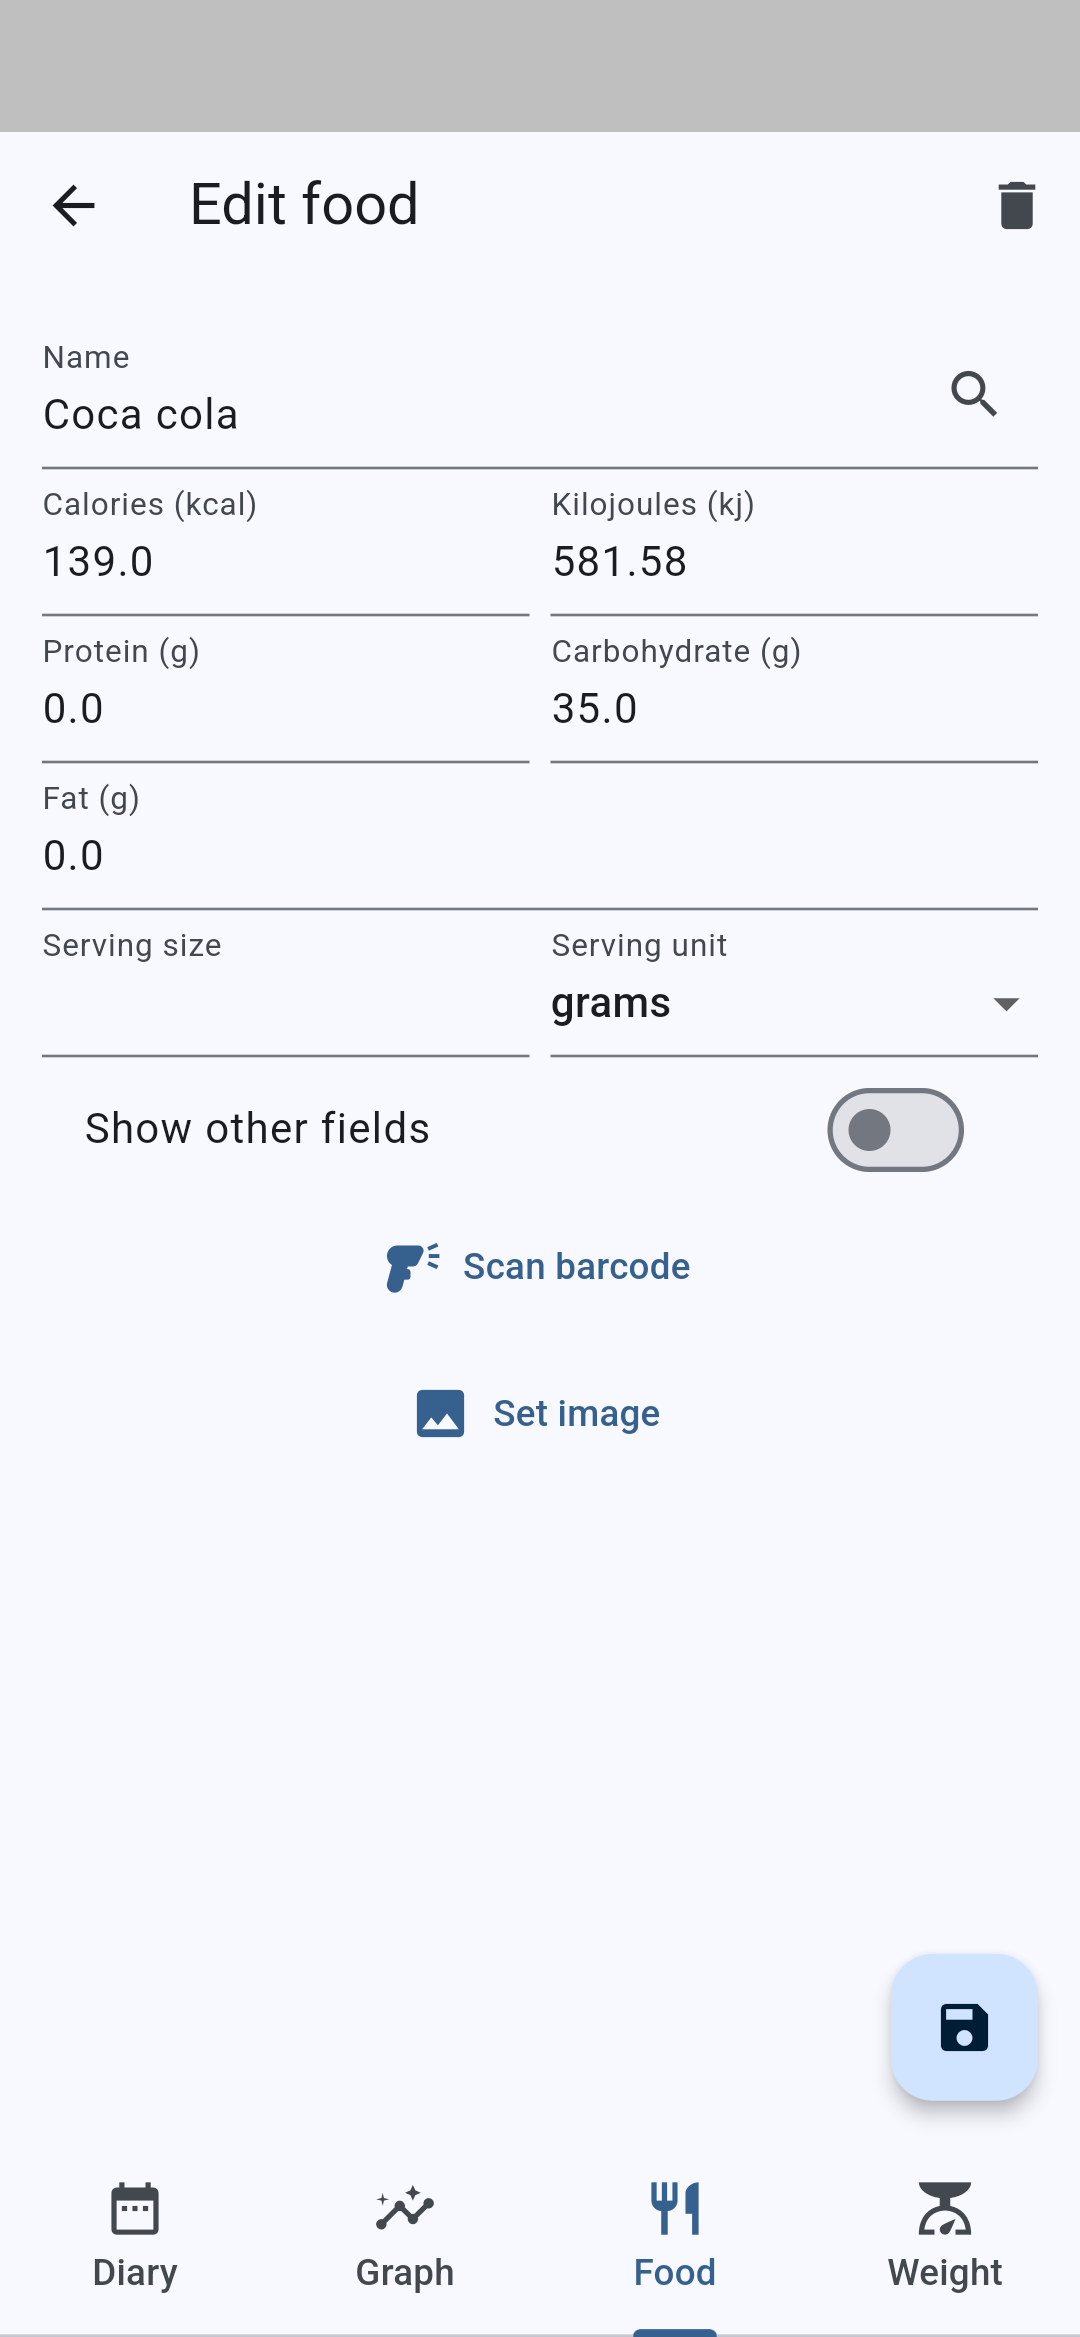 Edit food
Name
Coca cola
Calories (kcal)
Kilojoules (kj)
139.0
581.58
Protein (g)
Carbohydrate (g)
0.0
35.0
Fat (g)
0.0
Serving size
Serving unit
grams
Show other fields
Scan barcode
Set image
Diary
Graph
Food
Weight